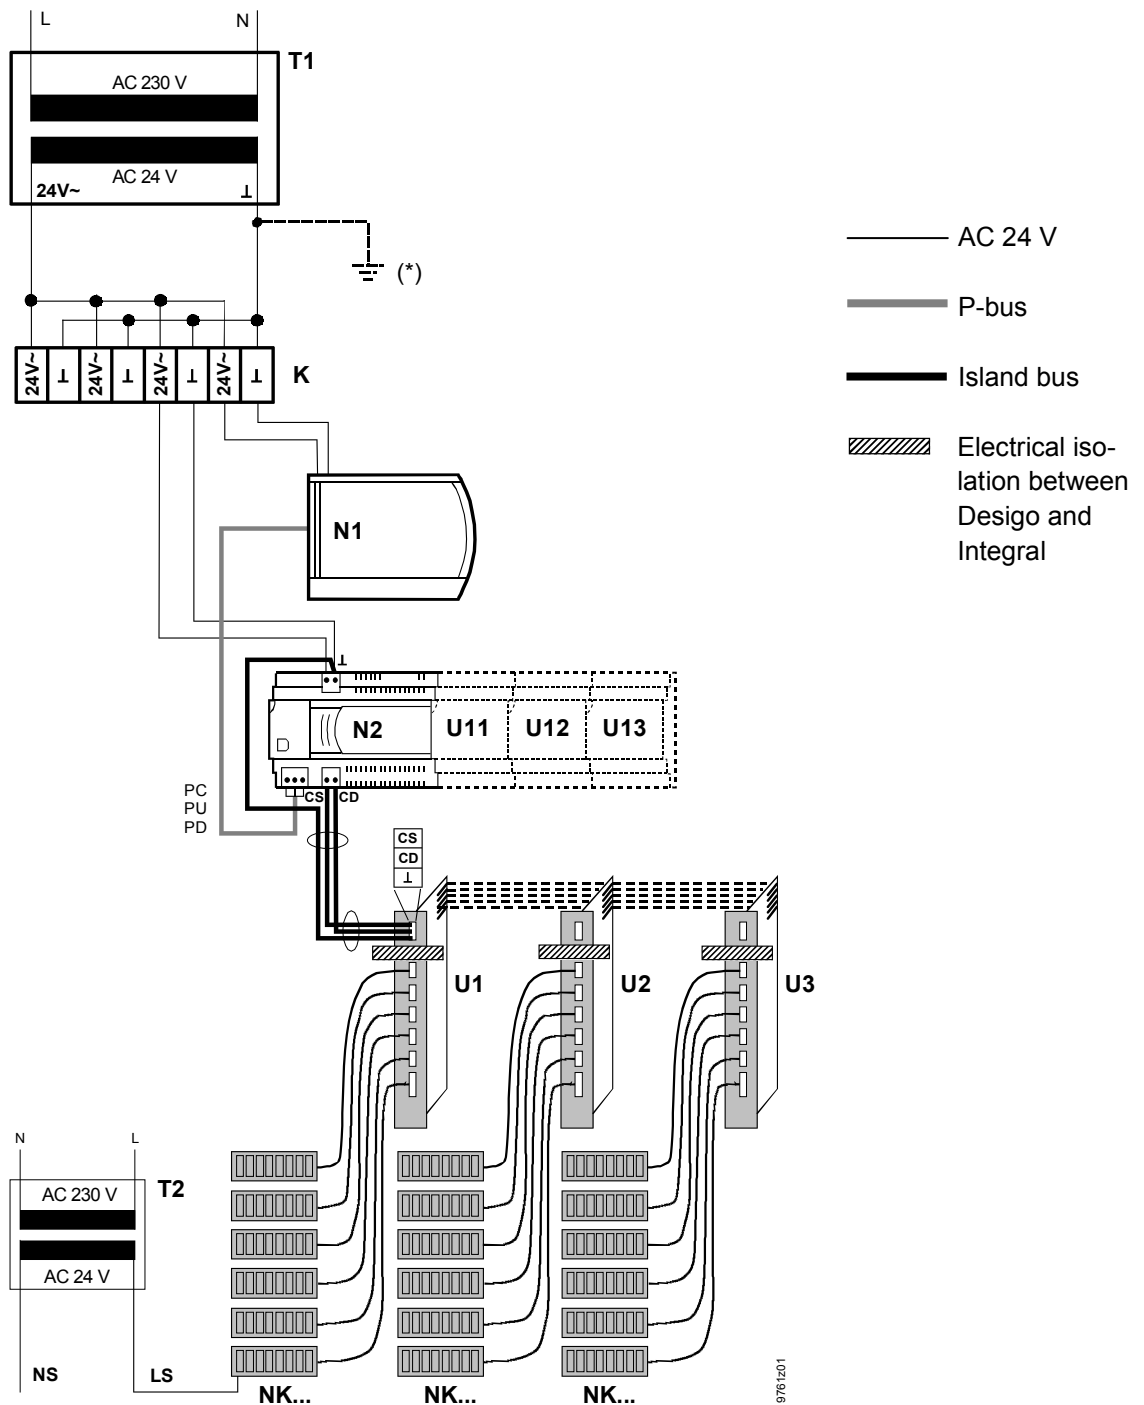 L N
T1
AC 230 V
AC 24 V
24V~ ⊥
(*)
AC 24 V
P-bus
Island bus
Electrical iso-
lation between
Desigo and
Integral
24V~ ⊥ 24V~ ⊥ 24V~ ⊥ 24V~ ⊥
K
N1
⊥
N2 U11 U12 U13
PC
PU
PD
CS CD
CS
CD
⊥
U1 U2 U3
N L
T2
AC 230 V
AC 24 V
NS LS
NK... NK... NK...
9761z01